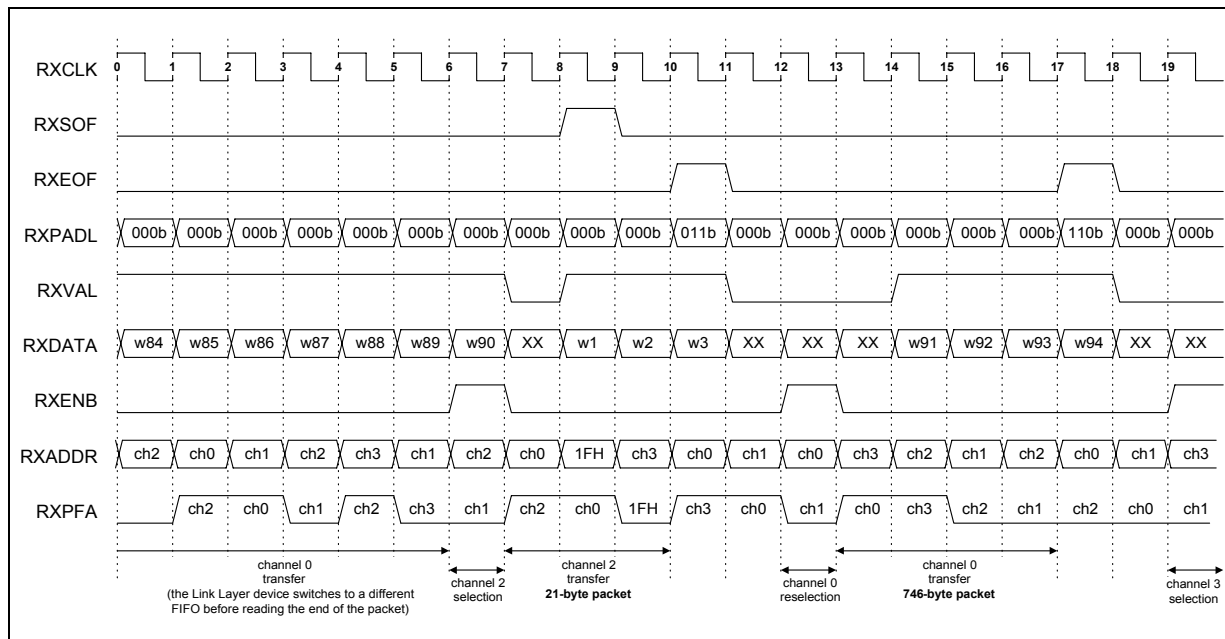 RXCLK
0 1 2 3 4 5 6 7 8 9 10 11 12 13 14 15 16 17 18 19
RXSOF
RXEOF
RXPADL 000b 000b 000b 000b 000b 000b 000b 000b 000b 000b 011b 000b 000b 000b 000b 000b 000b 110b 000b 000b
RXVAL
RXDATA w84 w85 w86 w87 w88 w89 w90 XX w1 w2 w3 XX XX XX w91 w92 w93 w94 XX XX
RXENB
RXADDR ch2 ch0 ch1 ch2 ch3 ch1 ch2 ch0 1FH ch3 ch0 ch1 ch0 ch3 ch2 ch1 ch2 ch0 ch1 ch3
RXPFA ch2 ch0 ch1 ch2 ch3 ch1 ch2 ch0 1FH ch3 ch0 ch1 ch0 ch3 ch2 ch1 ch2 ch0 ch1
channel 0
transfer
(the Link Layer device switches to a different
FIFO before reading the end of the packet)
channel 2
selection
channel 2
transfer
21-byte packet
channel 0
reselection
channel 0
transfer
746-byte packet
channel 3
selection